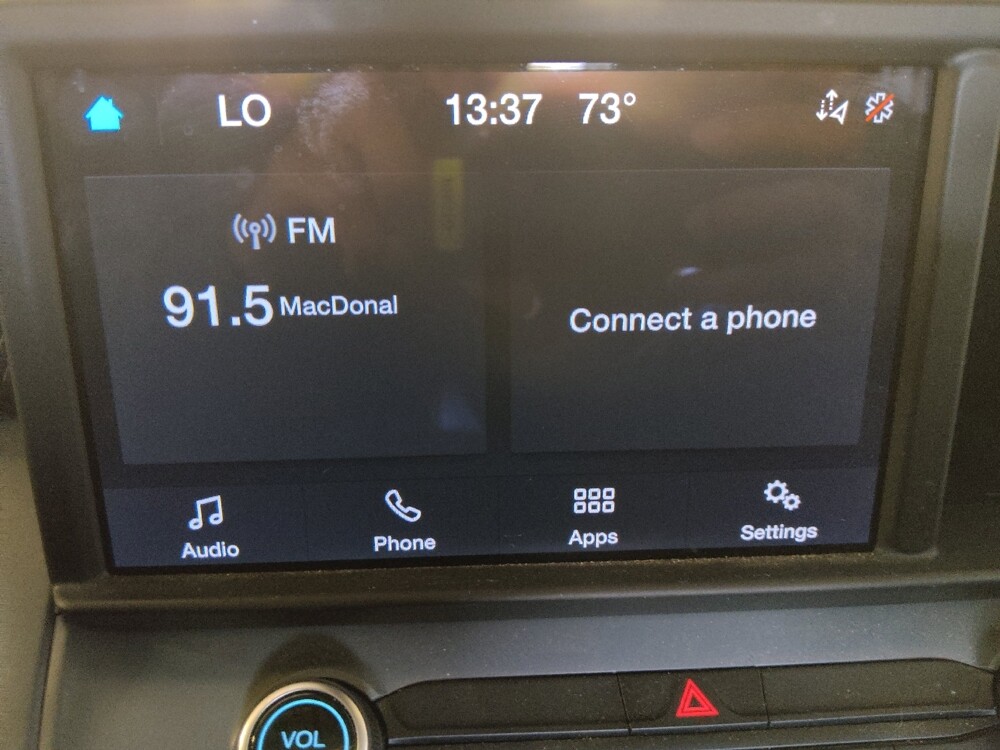 LO 13:37 73°
FM
91.5 MacDonal
Connect a phone
Audio Phone Apps Settings
VOL